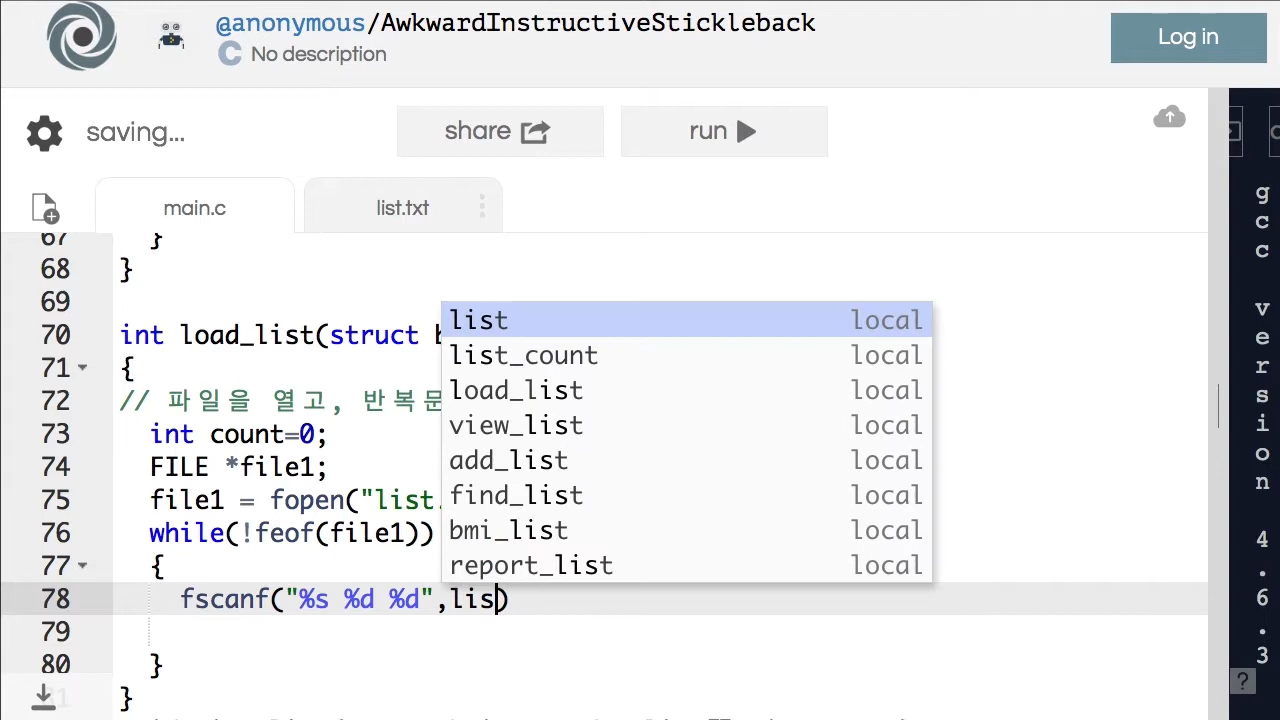 @anonymous/AwkwardInstructiveStickleback
C No description
Log in
saving...
share
run
main.c
list.txt
67 }
68 }
69
70 int load_list(struct
71 {
72 // 파일을 열고, 반복문
73 int count=0;
74 FILE *file1;
75 file1 = fopen("list.
76 while(!feof(file1))
77 {
78 fscanf("%s %d %d",lis)
79
80 }
81 }
list local
list_count local
load_list local
view_list local
add_list local
find_list local
bmi_list local
report_list local
gcc version 4.6.3
?